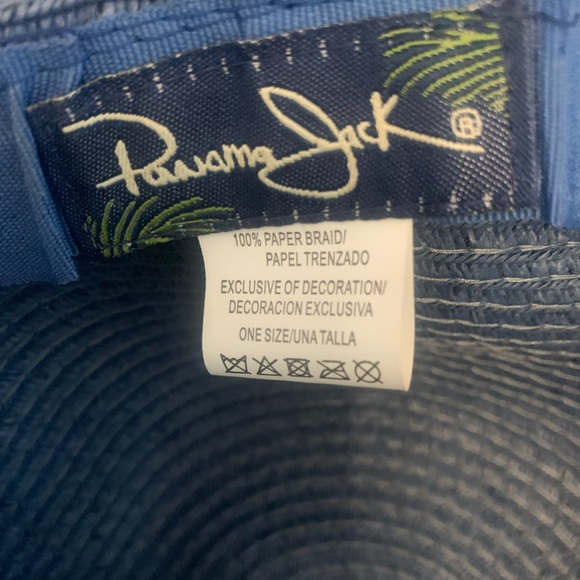 Panama Jack®
100% PAPER BRAID/
PAPEL TRENZADO
EXCLUSIVE OF DECORATION/
DECORACION EXCLUSIVA
ONE SIZE/UNA TALLA